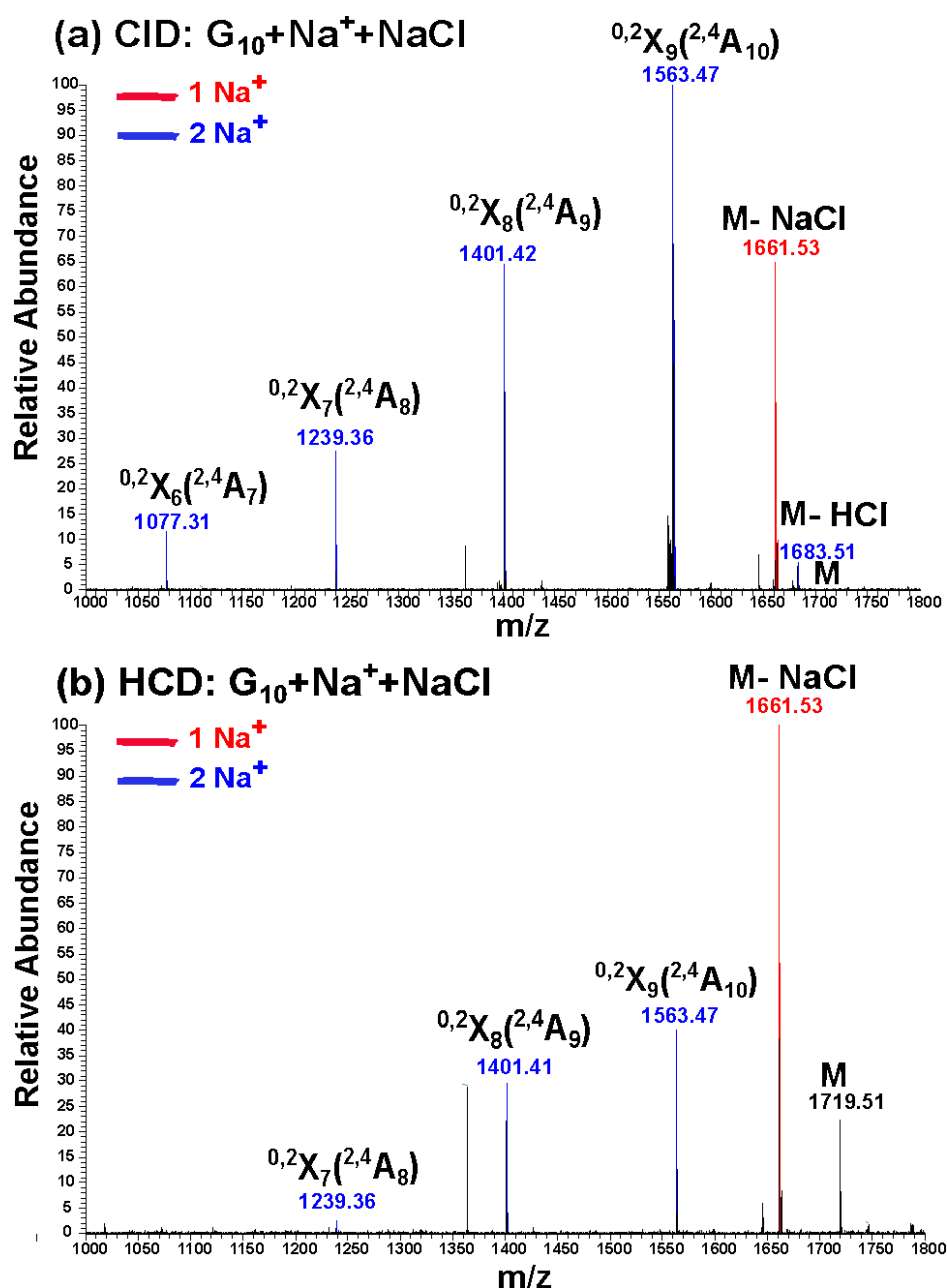 (a) CID: G₁₀+Na⁺+NaCl
1 Na⁺
2 Na⁺
⁰,²X₉(²,⁴A₁₀)
1563.47
⁰,²X₈(²,⁴A₉)
1401.42
M- NaCl
1661.53
⁰,²X₇(²,⁴A₈)
1239.36
⁰,²X₆(²,⁴A₇)
1077.31
M- HCl
1683.51
M
Relative Abundance
100
95
90
85
80
75
70
65
60
55
50
45
40
35
30
25
20
15
10
5
0
1000 1050 1100 1150 1200 1250 1300 1350 1400 1450 1500 1550 1600 1650 1700 1750 1800
m/z
(b) HCD: G₁₀+Na⁺+NaCl
1 Na⁺
2 Na⁺
M- NaCl
1661.53
⁰,²X₉(²,⁴A₁₀)
1563.47
⁰,²X₈(²,⁴A₉)
1401.41
M
1719.51
⁰,²X₇(²,⁴A₈)
1239.36
Relative Abundance
100
95
90
85
80
75
70
65
60
55
50
45
40
35
30
25
20
15
10
5
0
1000 1050 1100 1150 1200 1250 1300 1350 1400 1450 1500 1550 1600 1650 1700 1750 1800
m/z